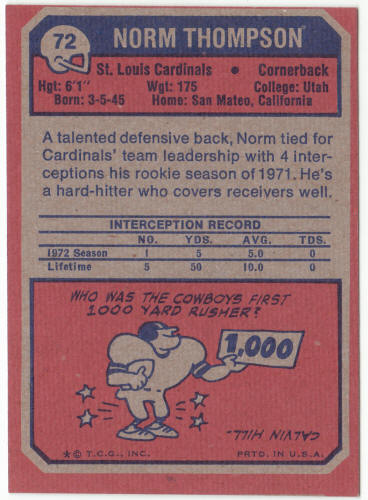 72 NORM THOMPSON
St. Louis Cardinals • Cornerback
Hgt: 6'1" Wgt: 175 College: Utah
Born: 3-5-45 Home: San Mateo, California
A talented defensive back, Norm tied for
Cardinals' team leadership with 4 inter-
ceptions his rookie season of 1971. He's
a hard-hitter who covers receivers well.
INTERCEPTION RECORD
NO. YDS. AVG. TDS.
1972 Season 1 5 5.0 0
Lifetime 5 50 10.0 0
WHO WAS THE COWBOYS FIRST
1,000 YARD RUSHER?
1,000
CALVIN HILL.
* © T.C.G., INC. PRTD. IN U.S.A.